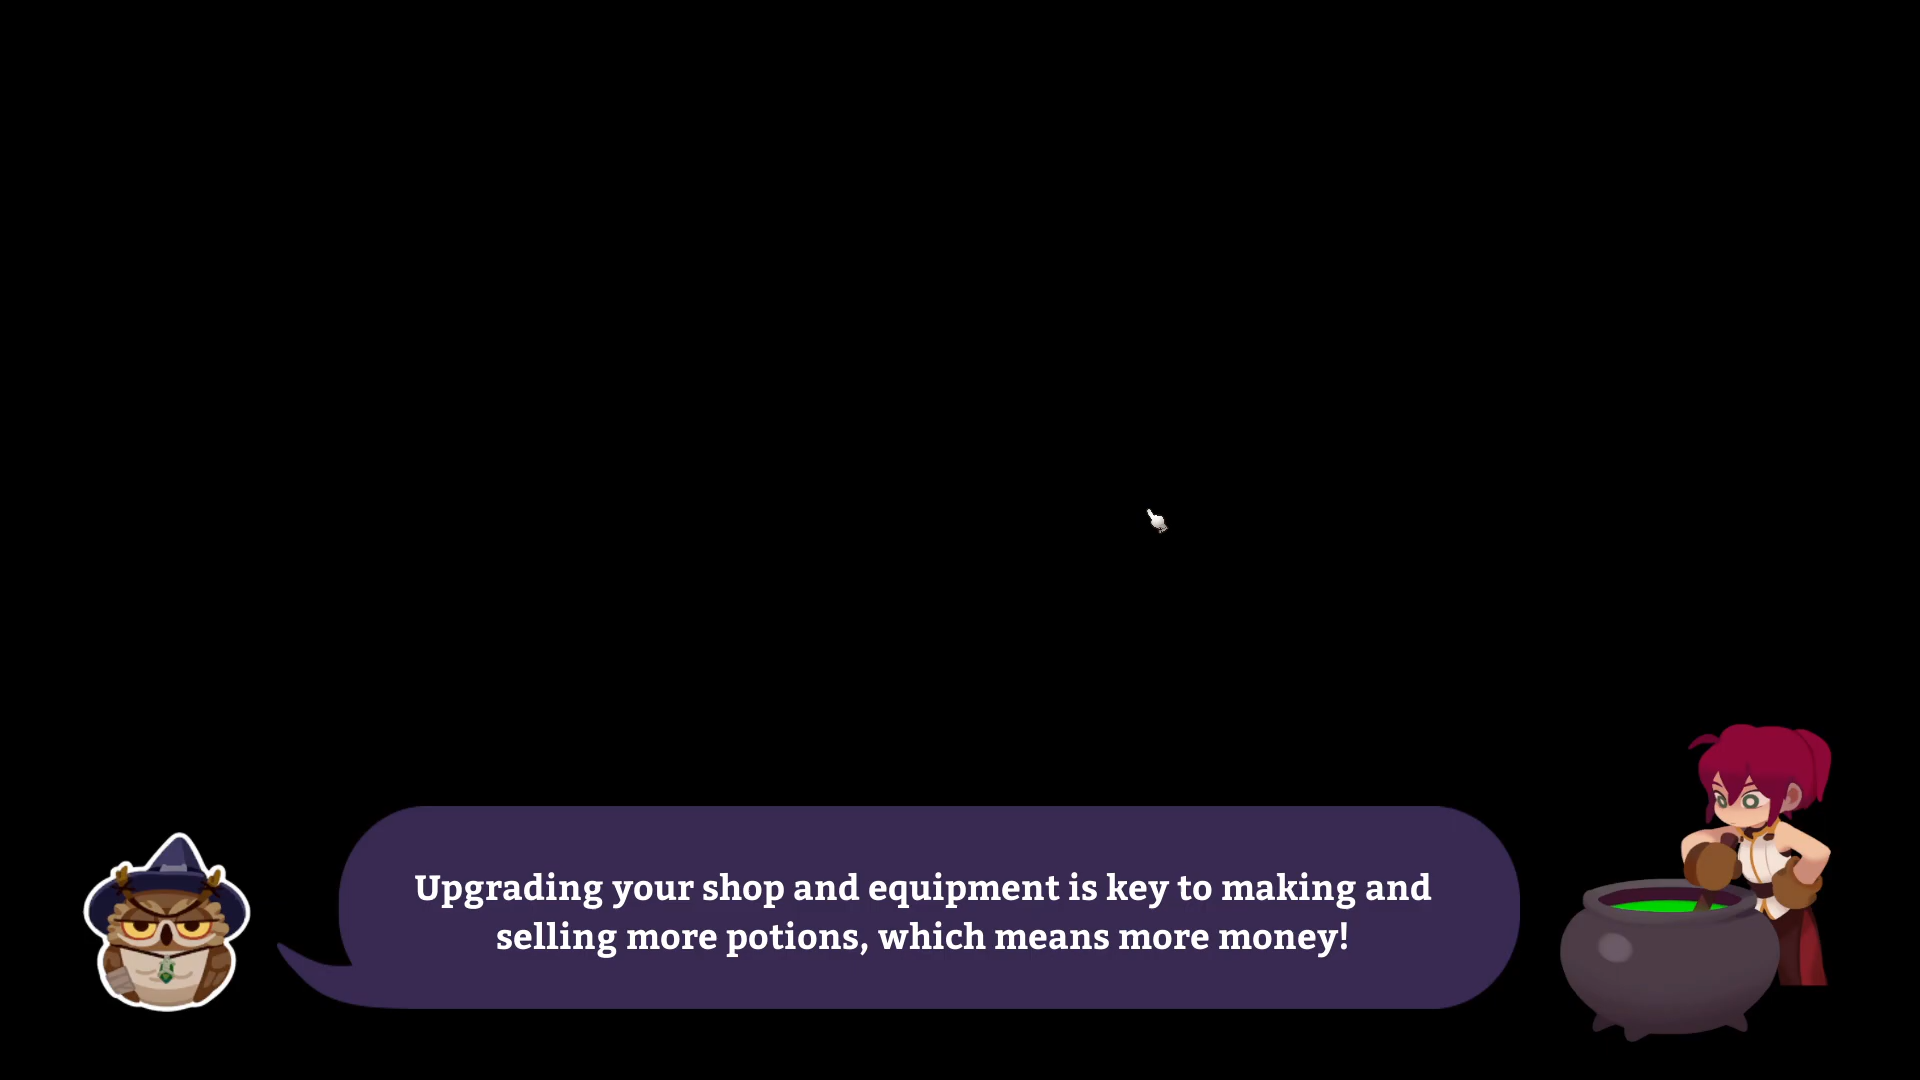 Upgrading your shop and equipment is key to making and
selling more potions, which means more money!